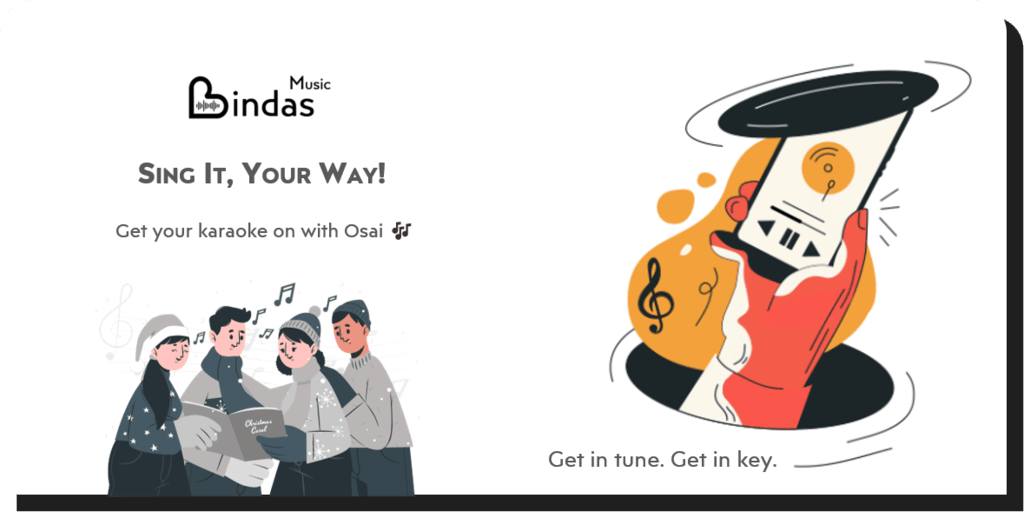 Bindas Music
Sing It, Your Way!
Get your karaoke on with Osai 🎶
Christmas
Carol
Get in tune. Get in key.